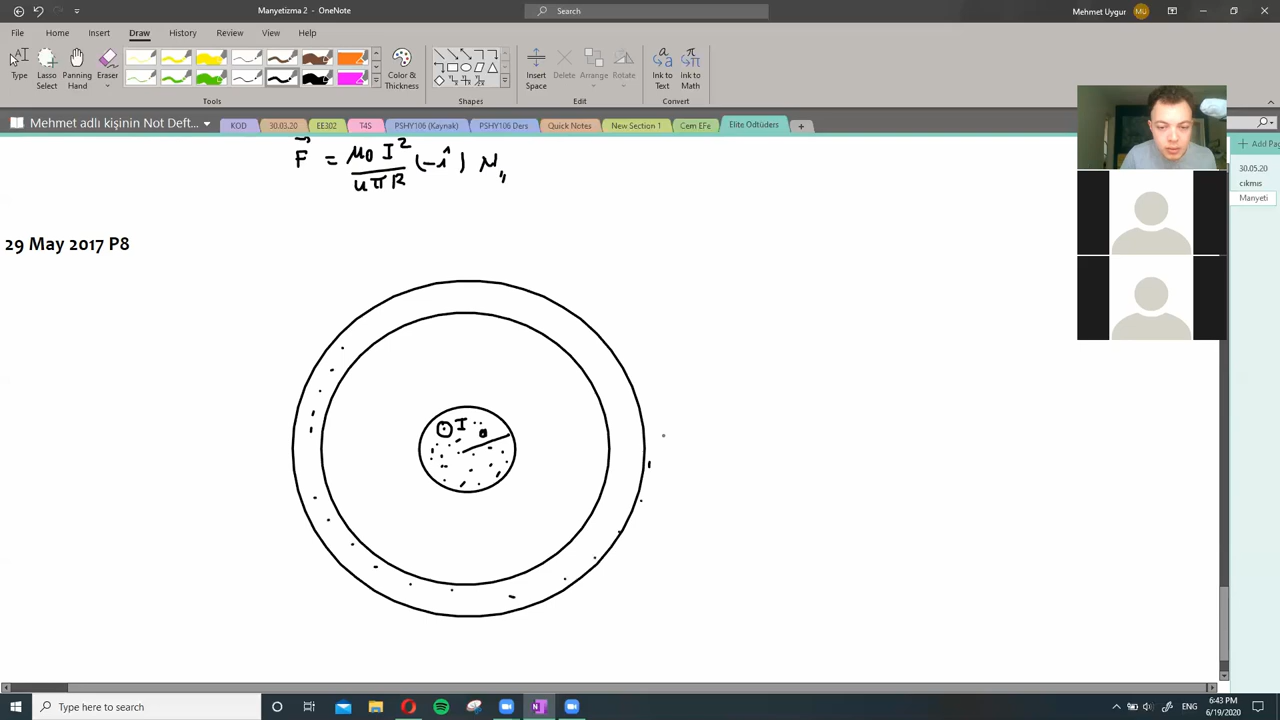 Manyetizma 2 - OneNote
Search
Mehmet Uygur
MU
File
Home
Insert
Draw
History
Review
View
Help
Type
Lasso Select
Panning Hand
Eraser
Color & Thickness
Insert Space
Delete
Arrange
Rotate
Ink to Text
Ink to Math
Tools
Shapes
Edit
Convert
Mehmet adlı kişinin Not Deft...
KOD
30.03.20
EE302
T4S
PSHY106 (Kaynak)
PSHY106 Ders
Quick Notes
New Section 1
Cem EFe
Elite Odtüders
Add Pag
30.05.20
cıkmıs
Manyeti
F = μ0 I² / 4πR (-î) N,,
29 May 2017 P8
I
a
Type here to search
ENG
6:43 PM
6/19/2020